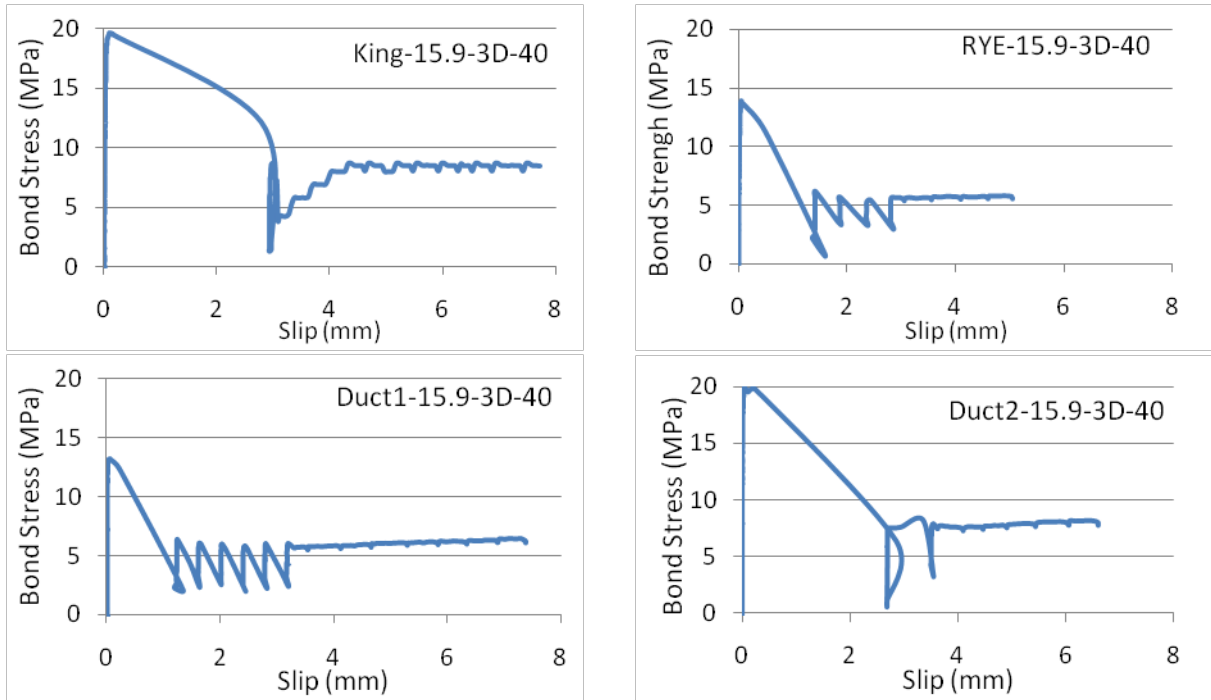 King-15.9-3D-40
Bond Stress (MPa)
20
15
10
5
0
0 2 4 6 8
Slip (mm)
RYE-15.9-3D-40
Bond Strengh (MPa)
20
15
10
5
0
0 2 4 6 8
Slip (mm)
Duct1-15.9-3D-40
Bond Stress (MPa)
20
15
10
5
0
0 2 4 6 8
Slip (mm)
Duct2-15.9-3D-40
Bond Stress (MPa)
20
15
10
5
0
0 2 4 6 8
Slip (mm)